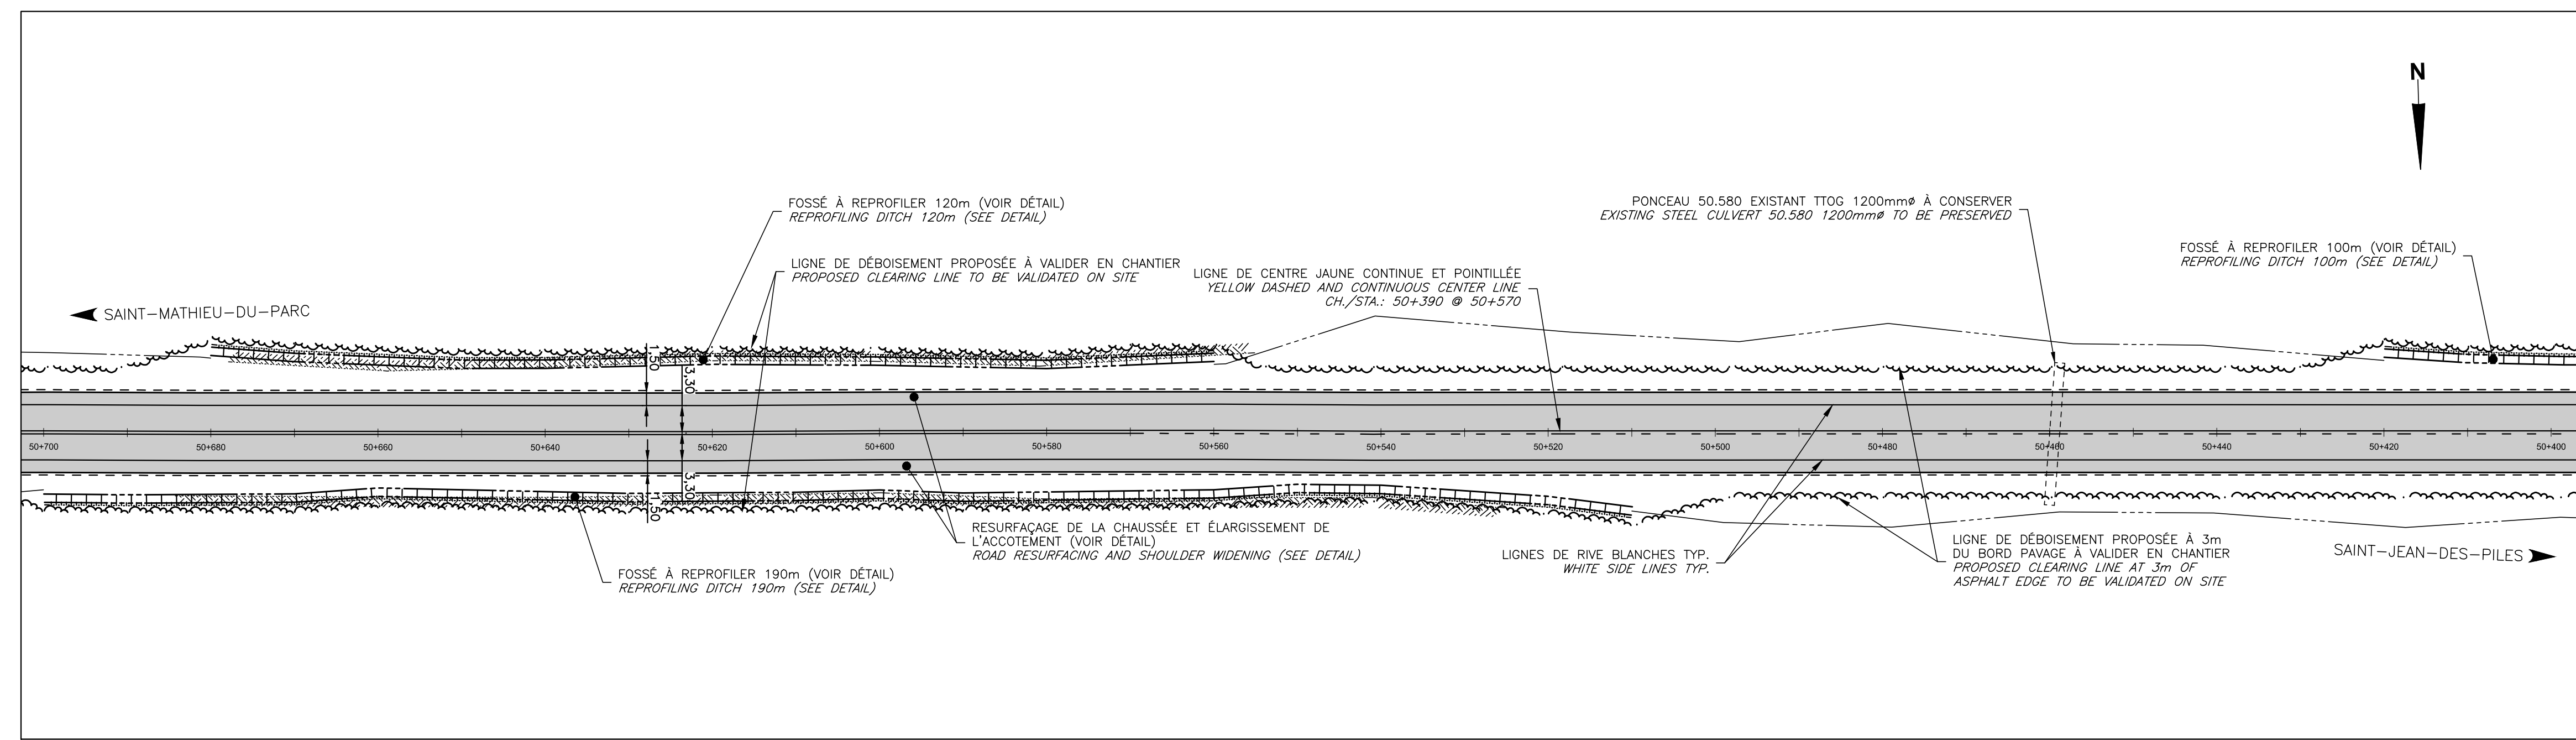 N
FOSSÉ À REPROFILER 120m (VOIR DÉTAIL)
REPROFILING DITCH 120m (SEE DETAIL)
PONCEAU 50.580 EXISTANT TTOG 1200mmø À CONSERVER
EXISTING STEEL CULVERT 50.580 1200mmø TO BE PRESERVED
FOSSÉ À REPROFILER 100m (VOIR DÉTAIL)
REPROFILING DITCH 100m (SEE DETAIL)
LIGNE DE DÉBOISEMENT PROPOSÉE À VALIDER EN CHANTIER
PROPOSED CLEARING LINE TO BE VALIDATED ON SITE
LIGNE DE CENTRE JAUNE CONTINUE ET POINTILLÉE
YELLOW DASHED AND CONTINUOUS CENTER LINE
CH./STA.: 50+390 @ 50+570
SAINT-MATHIEU-DU-PARC
1.50
3.30
50+700
50+680
50+660
50+640
50+620
50+600
50+580
50+560
50+540
50+520
50+500
50+480
50+460
50+440
50+420
50+400
3.30
1.50
RESURFAÇAGE DE LA CHAUSSÉE ET ÉLARGISSEMENT DE
L'ACCOTEMENT (VOIR DÉTAIL)
ROAD RESURFACING AND SHOULDER WIDENING (SEE DETAIL)
LIGNES DE RIVE BLANCHES TYP.
WHITE SIDE LINES TYP.
LIGNE DE DÉBOISEMENT PROPOSÉE À 3m
DU BORD PAVAGE À VALIDER EN CHANTIER
PROPOSED CLEARING LINE AT 3m OF
ASPHALT EDGE TO BE VALIDATED ON SITE
SAINT-JEAN-DES-PILES
FOSSÉ À REPROFILER 190m (VOIR DÉTAIL)
REPROFILING DITCH 190m (SEE DETAIL)